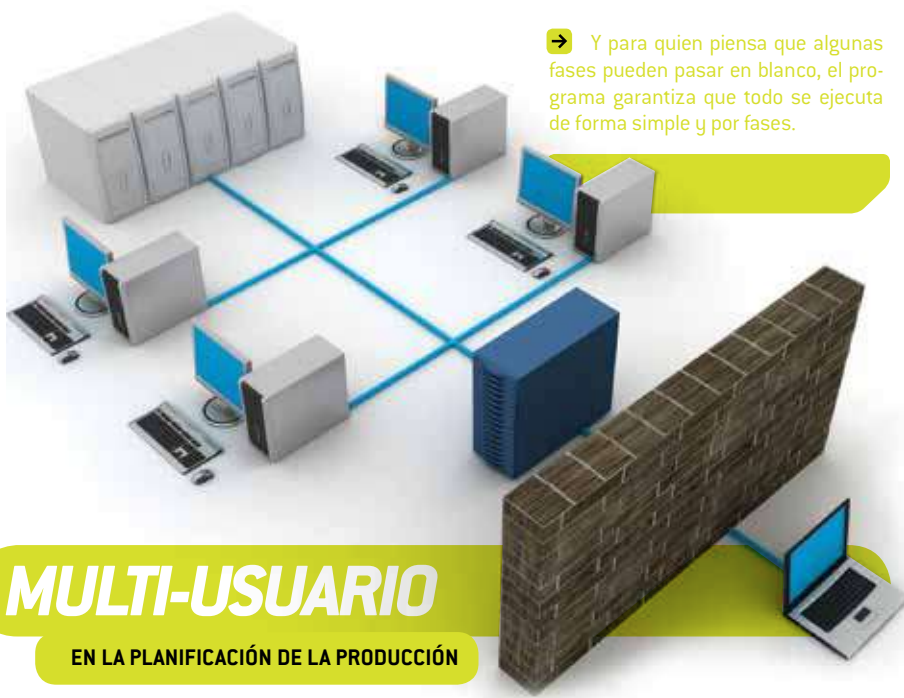 Y para quien piensa que algunas
fases pueden pasar en blanco, el pro-
grama garantiza que todo se ejecuta
de forma simple y por fases.
MULTI-USUARIO
EN LA PLANIFICACIÓN DE LA PRODUCCIÓN